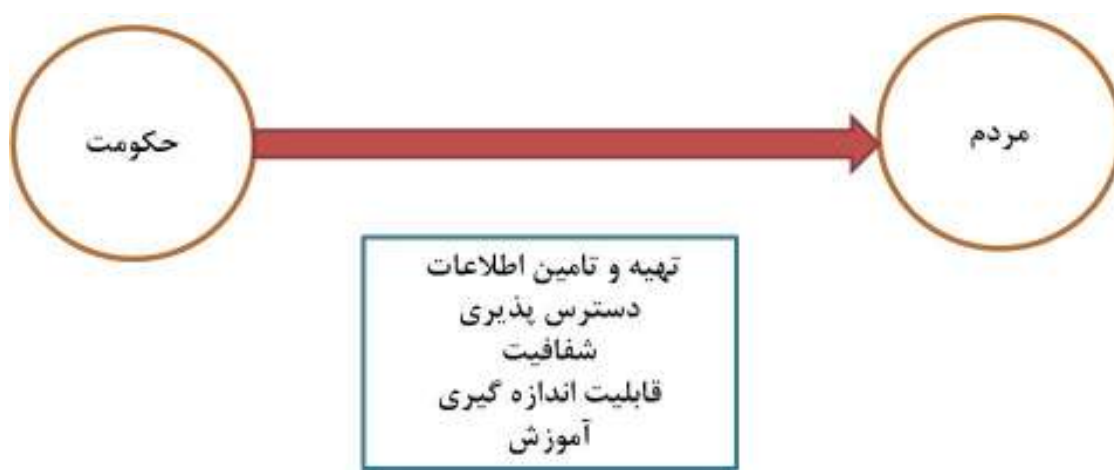 مردم
حکومت
تهیه و تامین اطلاعات
دسترس پذیری
شفافیت
قابلیت اندازه گیری
آموزش